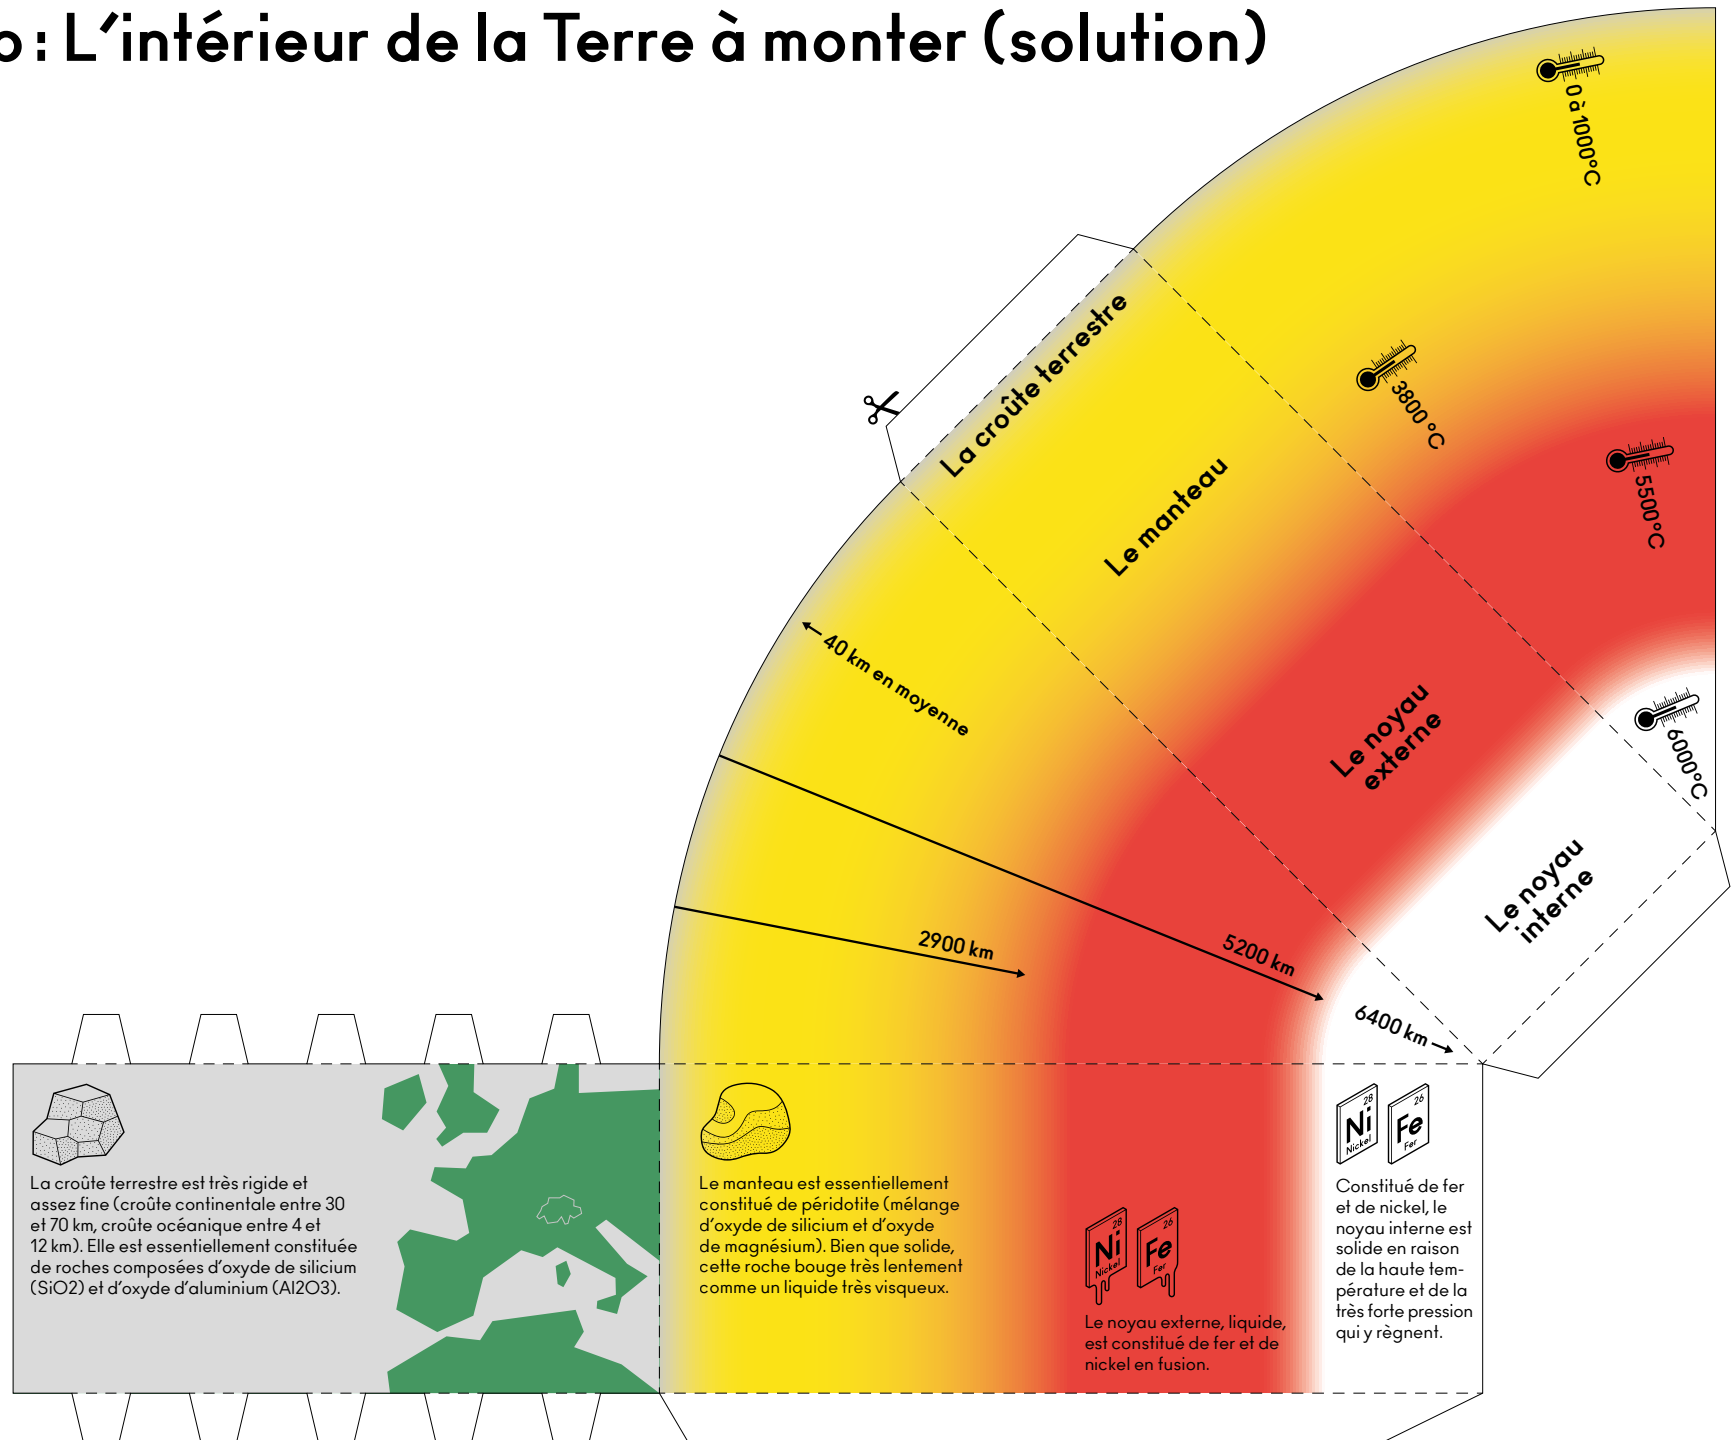 : L'intérieur de la Terre à monter (solution)
0 à 1000°C
La croûte terrestre
3800°C
Le manteau
5500°C
40 km en moyenne
Le noyau
externe
6000°C
Le noyau
interne
2900 km
5200 km
6400 km
La croûte terrestre est très rigide et
assez fine (croûte continentale entre 30
et 70 km, croûte océanique entre 4 et
12 km). Elle est essentiellement constituée
de roches composées d'oxyde de silicium
(SiO2) et d'oxyde d'aluminium (Al2O3).
Le manteau est essentiellement
constitué de péridotite (mélange
d'oxyde de silicium et d'oxyde
de magnésium). Bien que solide,
cette roche bouge très lentement
comme un liquide très visqueux.
28
Ni
Nickel
26
Fe
Fer
Le noyau externe, liquide,
est constitué de fer et de
nickel en fusion.
28
Ni
Nickel
26
Fe
Fer
Constitué de fer
et de nickel, le
noyau interne est
solide en raison
de la haute tem-
pérature et de la
très forte pression
qui y règnent.